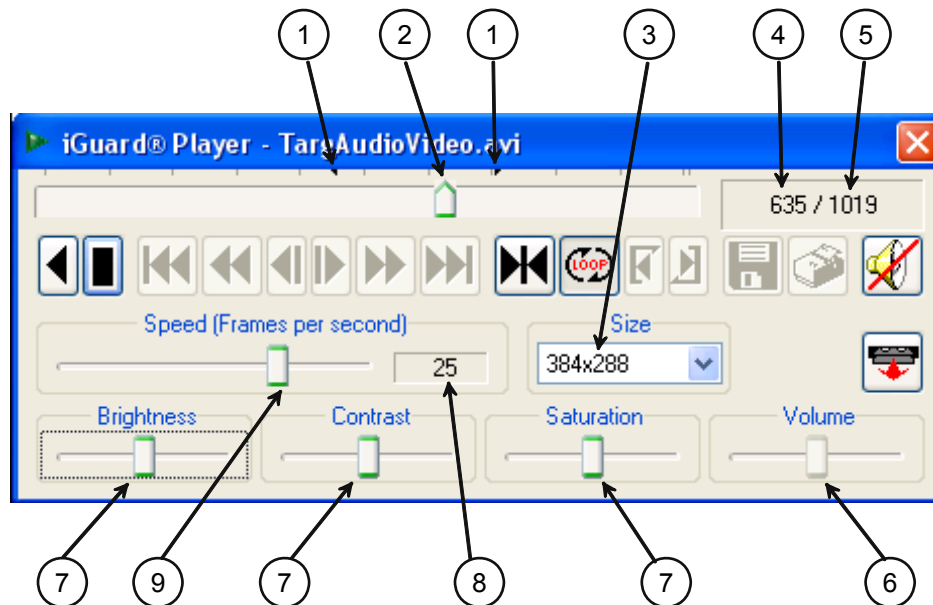 1 2 1 3 4 5
iGuard® Player - TargAudioVideo.avi
635 / 1019
LOOP
Speed (Frames per second) Size
25 384x288
Brightness Contrast Saturation Volume
7 9 7 8 7 6